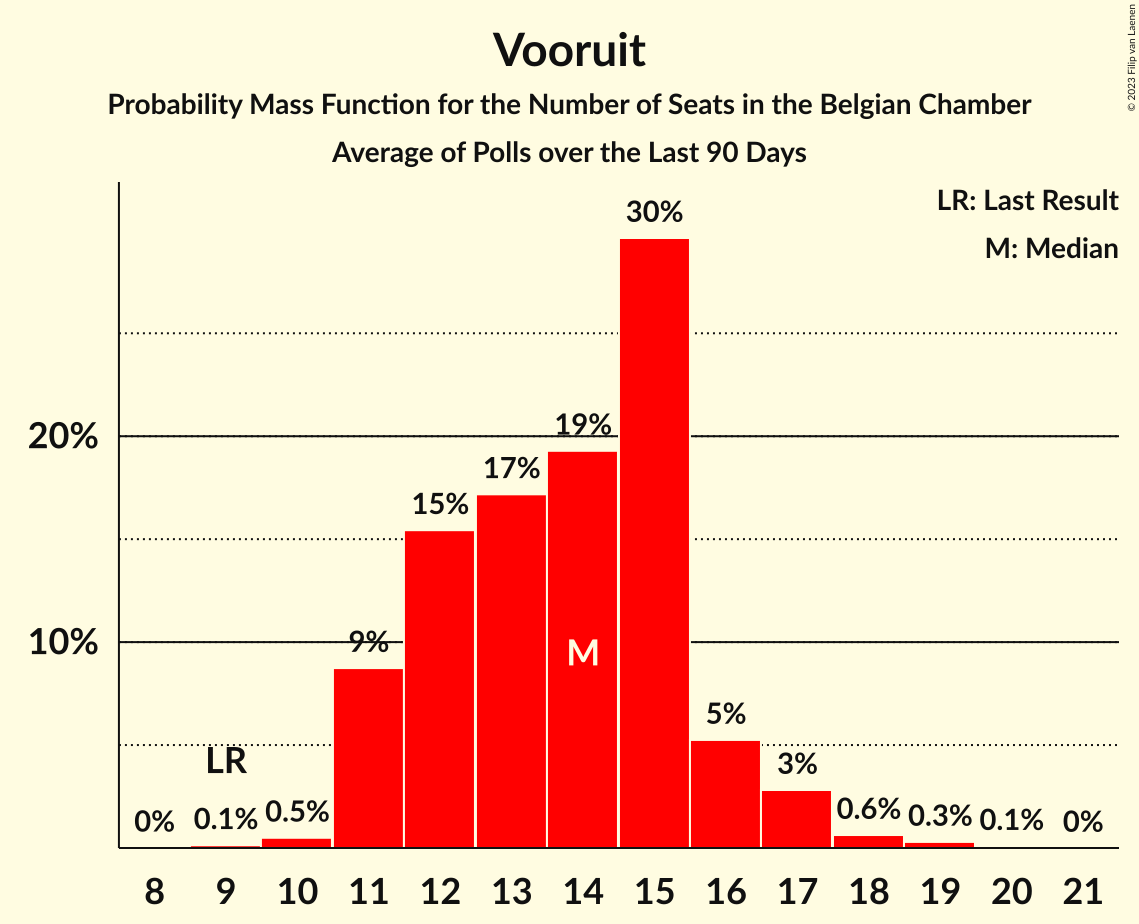 Vooruit
Probability Mass Function for the Number of Seats in the Belgian Chamber
Average of Polls over the Last 90 Days
© 2023 Filip van Laenen
LR: Last Result
M: Median
20%
10%
0%
0.1%
0.5%
9%
15%
17%
19%
30%
5%
3%
0.6%
0.3%
0.1%
0%
LR
M
8 9 10 11 12 13 14 15 16 17 18 19 20 21